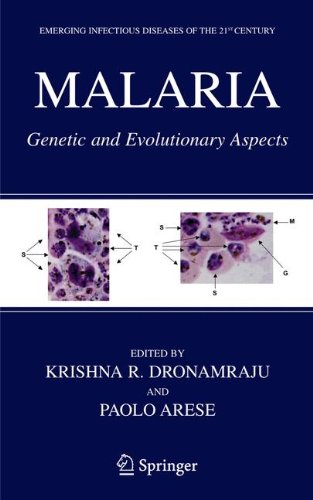 EMERGING INFECTIOUS DISEASES OF THE 21ST CENTURY
MALARIA
Genetic and Evolutionary Aspects
S
T
S
T
M
G
S
EDITED BY
KRISHNA R. DRONAMRAJU
AND
PAOLO ARESE
Springer